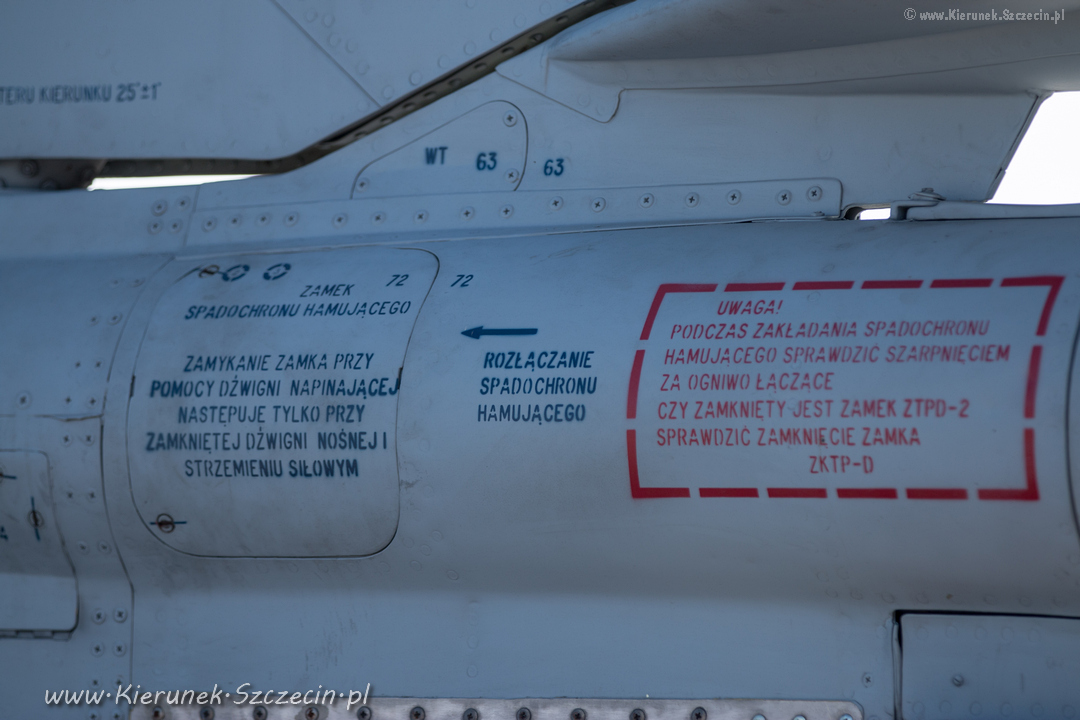 © www.Kierunek.Szczecin.pl
TERU KIERUNKU 25°±1°
WT 63 63
ZAMEK 72 72
SPADOCHRONU HAMUJĄCEGO
ZAMYKANIE ZAMKA PRZY
POMOCY DŹWIGNI NAPINAJĄCEJ
NASTĘPUJĘ TYLKO PRZY
ZAMKNIĘTEJ DŹWIGNI NOŚNEJ I
STRZEMIENIU SIŁOWYM
ROZŁĄCZANIE
SPADOCHRONU
HAMUJĄCEGO
UWAGA!
PODCZAS ZAKŁADANIA SPADOCHRONU
HAMUJĄCEGO SPRAWDZIĆ SZARPNIĘCIEM
ZA OGNIWO ŁĄCZĄCE
CZY ZAMKNIĘTY JEST ZAMEK ZTPD-2
SPRAWDZIĆ ZAMKNIĘCIE ZAMKA
ZKTP-D
www.Kierunek.Szczecin.pl